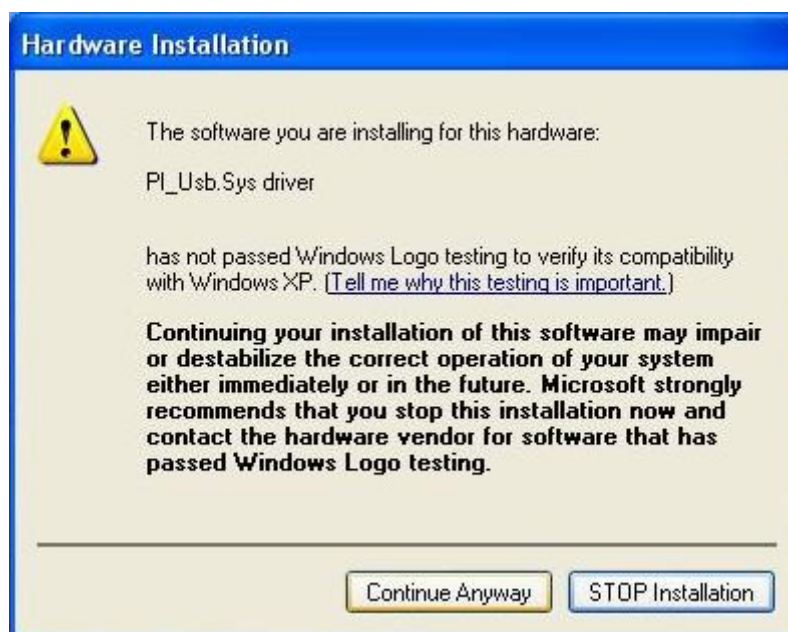 Hardware Installation
The software you are installing for this hardware:
PI_Usb.Sys driver
has not passed Windows Logo testing to verify its compatibility
with Windows XP. (Tell me why this testing is important.)
Continuing your installation of this software may impair
or destabilize the correct operation of your system
either immediately or in the future. Microsoft strongly
recommends that you stop this installation now and
contact the hardware vendor for software that has
passed Windows Logo testing.
Continue Anyway
STOP Installation